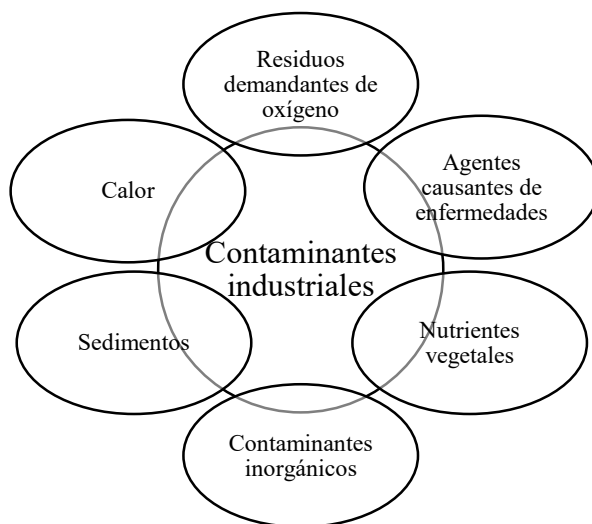 Residuos
demandantes de
oxígeno
Agentes
causantes de
enfermedades
Calor
Contaminantes
industriales
Nutrientes
vegetales
Sedimentos
Contaminantes
inorgánicos